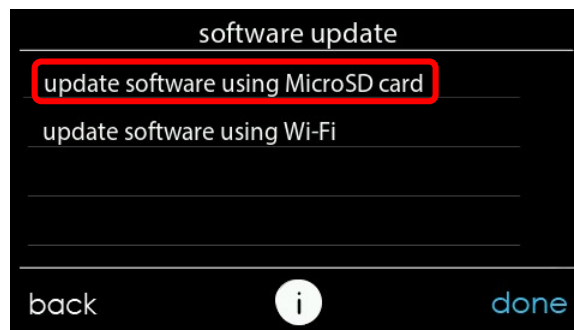 software update
update software using MicroSD card
update software using Wi-Fi
back
i
done